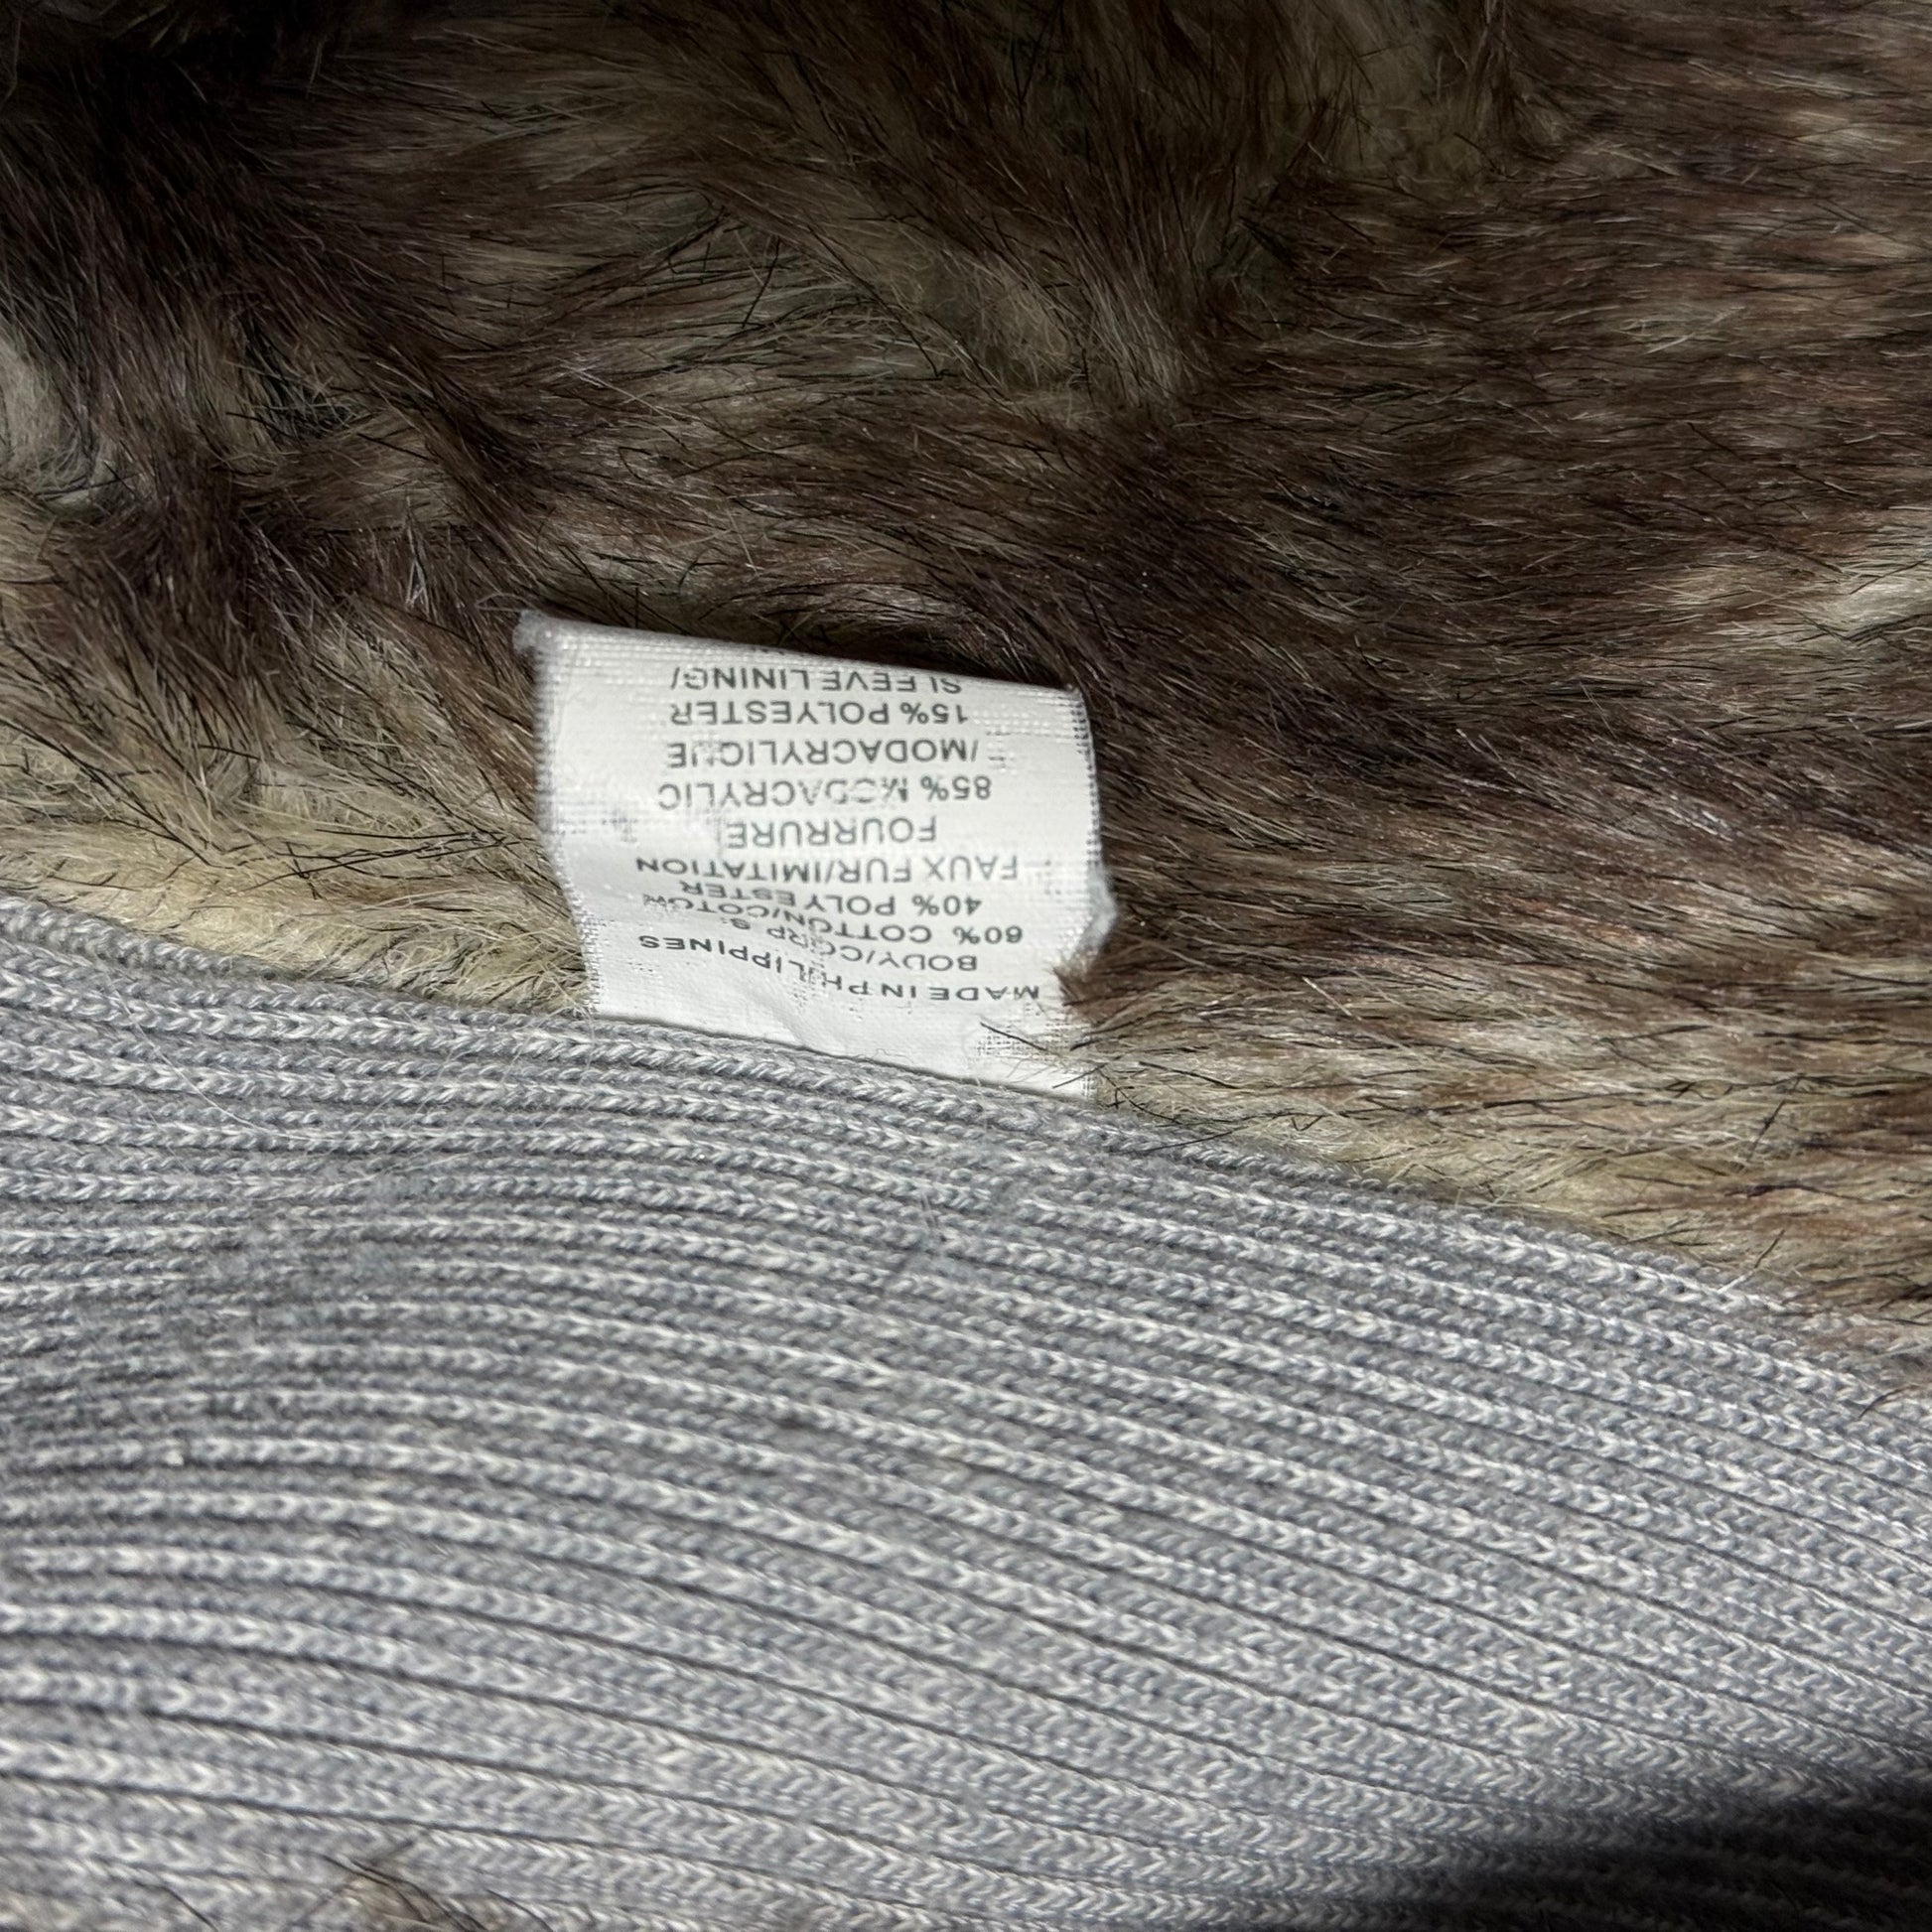 MADE IN PHILIPPINES
BODY/CORPS:
60% COTTON/COTON
40% POLYESTER
FAUX FUR/IMITATION
FOURRURE
85% MODACRYLIC
/MODACRYLIQUE
15% POLYESTER
SLEEVE LINING/